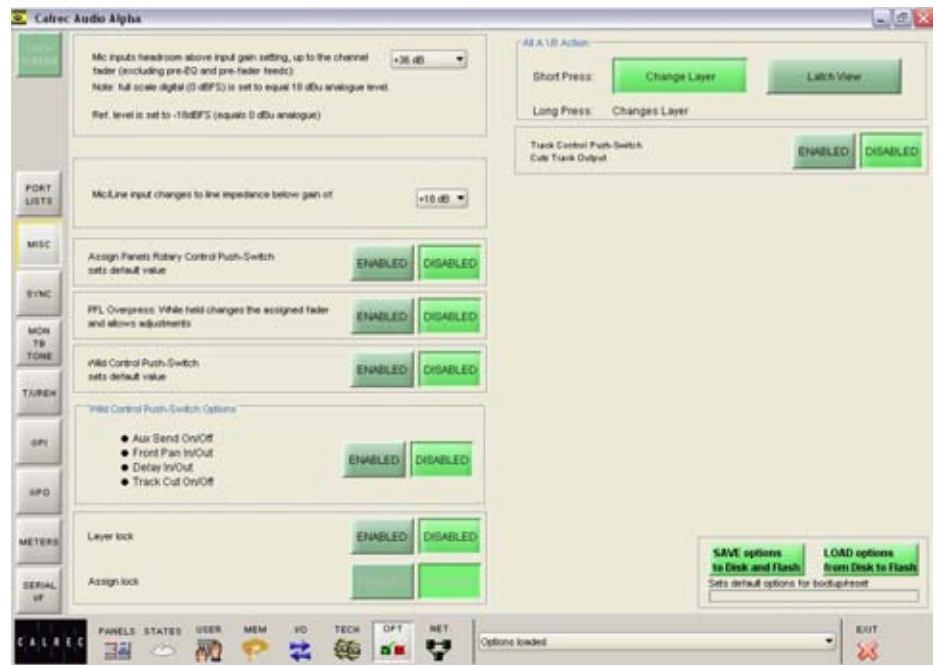 Calrec Audio Alpha
Mic inputs headroom above input gain setting, up to the channel
fader (excluding pre-EQ and pre-fader feeds):
+36 dB
Note: full scale digital (0 dBFS) is set to equal 18 dBu analogue level.
Ref. level is set to -18dBFS (equals 0 dBu analogue)
All A \ B Action
Short Press:
Change Layer
Latch View
Long Press:
Changes Layer
Track Control Push-Switch
Cuts Track Output
ENABLED
DISABLED
PORT
LISTS
Mic/Line input changes to line impedance below gain of:
+18 dB
MISC
Assign Panels Rotary Control Push-Switch
sets default value
ENABLED
DISABLED
SYNC
PFL Overpress: While held changes the assigned fader
and allows adjustments
ENABLED
DISABLED
MON
TB
TONE
Wild Control Push-Switch
sets default value
ENABLED
DISABLED
TX/REH
Wild Control Push-Switch Options
GPI
● Aux Send On/Off
● Front Pan In/Out
● Delay In/Out
● Track Cut On/Off
ENABLED
DISABLED
GPO
METERS
Layer lock
ENABLED
DISABLED
SERIAL
I/F
Assign lock
SAVE options
to Disk and Flash
LOAD options
from Disk to Flash
Sets default options for bootup/reset
CALREC
PANELS
STATES
USER
MEM
I/O
TECH
OPT
NET
Options loaded
EXIT